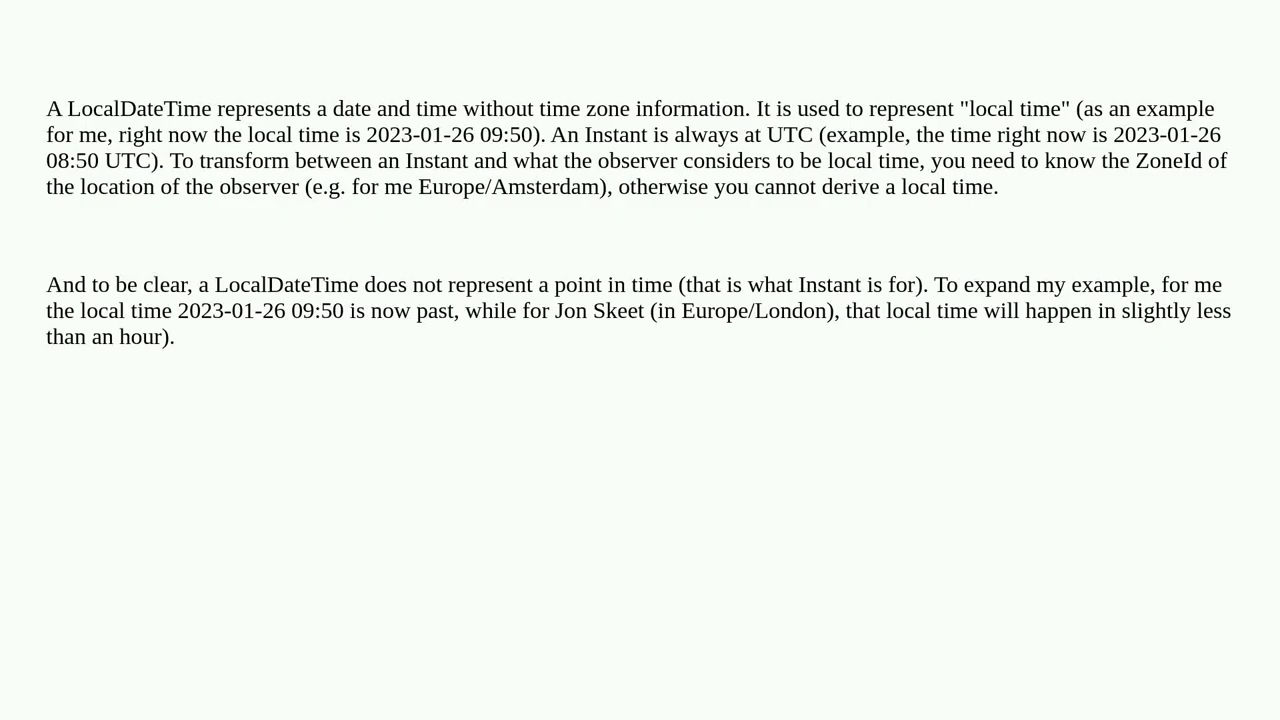 A LocalDateTime represents a date and time without time zone information. It is used to represent "local time" (as an example
for me, right now the local time is 2023-01-26 09:50). An Instant is always at UTC (example, the time right now is 2023-01-26
08:50 UTC). To transform between an Instant and what the observer considers to be local time, you need to know the ZoneId of
the location of the observer (e.g. for me Europe/Amsterdam), otherwise you cannot derive a local time.
And to be clear, a LocalDateTime does not represent a point in time (that is what Instant is for). To expand my example, for me
the local time 2023-01-26 09:50 is now past, while for Jon Skeet (in Europe/London), that local time will happen in slightly less
than an hour).